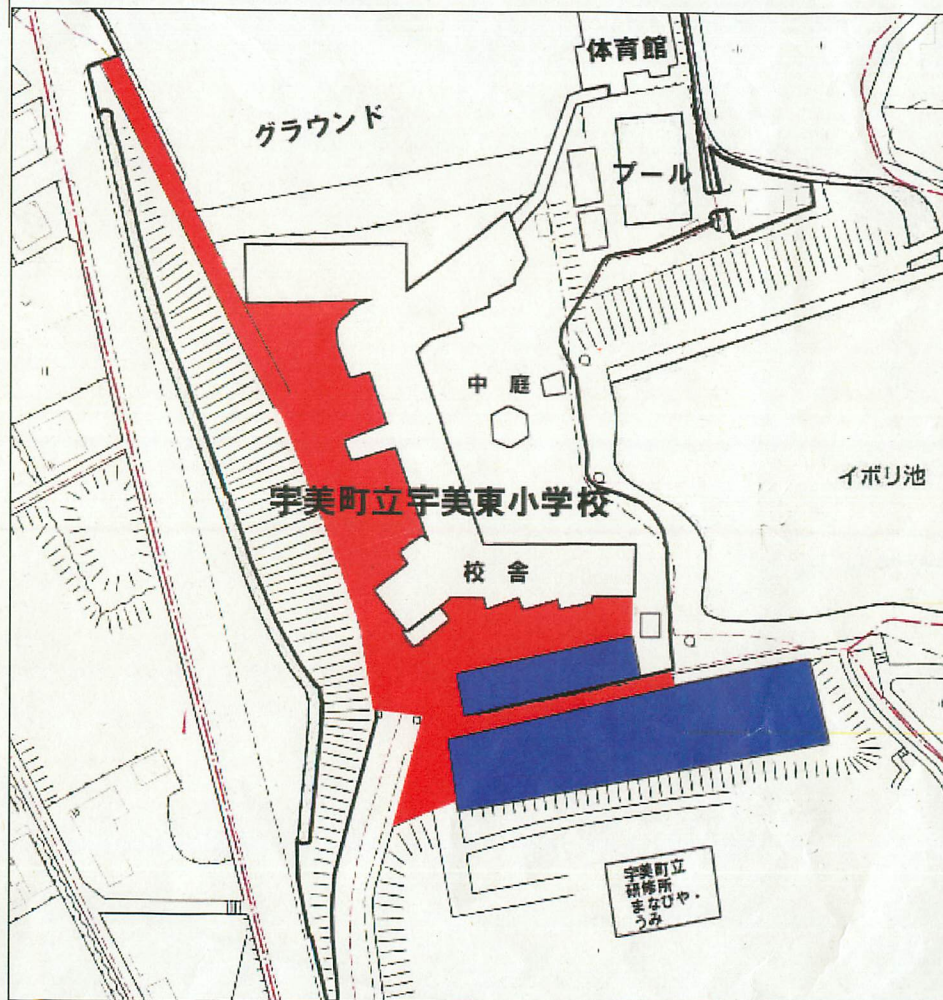 体育館
グラウンド
プール
中庭
イボリ池
宇美町立宇美東小学校
校舎
宇美町立
研修所
まなびや・
うみ